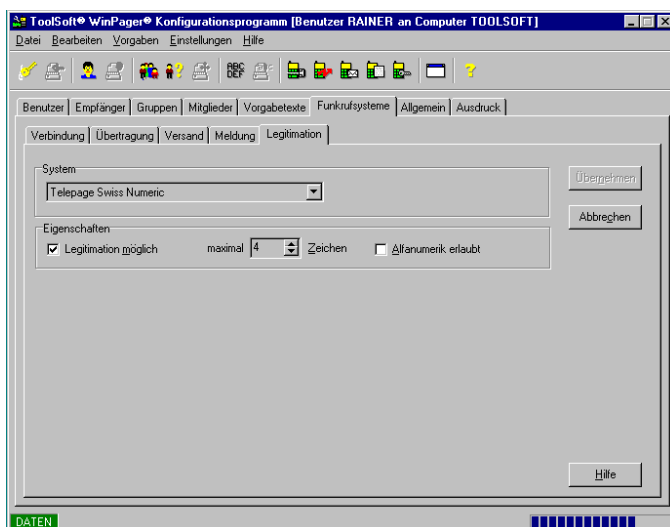 ToolSoft® WinPager® Konfigurationsprogramm [Benutzer RAINER an Computer TOOLSOFT]
Datei Bearbeiten Vorgaben Einstellungen Hilfe
ABC
DEF
Benutzer Empfänger Gruppen Mitglieder Vorgabetexte Funkrufsysteme Allgemein Ausdruck
Verbindung Übertragung Versand Meldung Legitimation
System
Telepage Swiss Numeric
Übernehmen
Abbrechen
Eigenschaften
Legitimation möglich maximal 4 Zeichen Alfanumerik erlaubt
Hilfe
DATEN